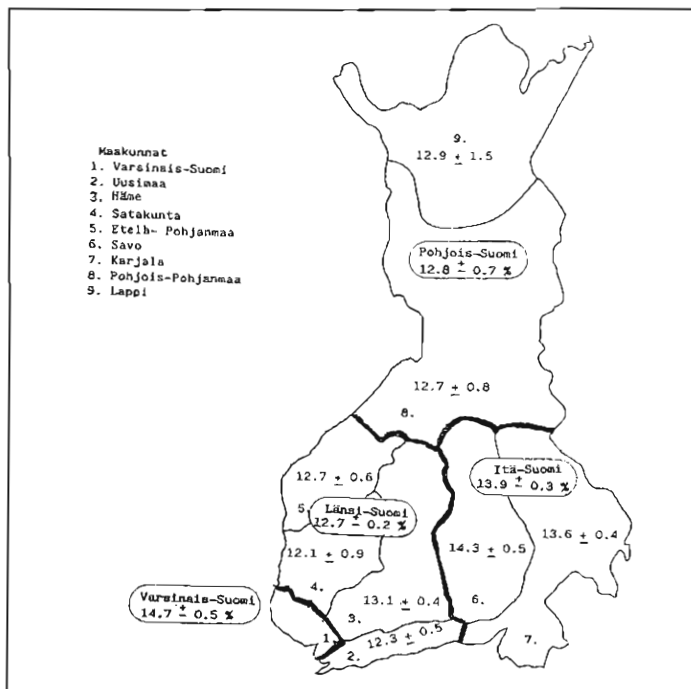 Maakunnat
1. Varsinais-Suomi
2. Uusimaa
3. Häme
4. Satakunta
5. Etelh- Pohjanmaa
6. Savo
7. Karjala
8. Pohjois-Pohjanmaa
9. Lappi
9.
12.9 ± 1.5
Pohjois-Suomi
12.8 ± 0.7 %
12.7 ± 0.8
8.
12.7 ± 0.6
5.
Länsi-Suomi
12.7 ± 0.2 %
Itä-Suomi
13.9 ± 0.3 %
13.6 ± 0.4
14.3 ± 0.5
6.
12.1 ± 0.9
4.
13.1 ± 0.4
3.
Varsinais-Suomi
14.7 ± 0.5 %
1.
12.3 ± 0.5
2.
7.